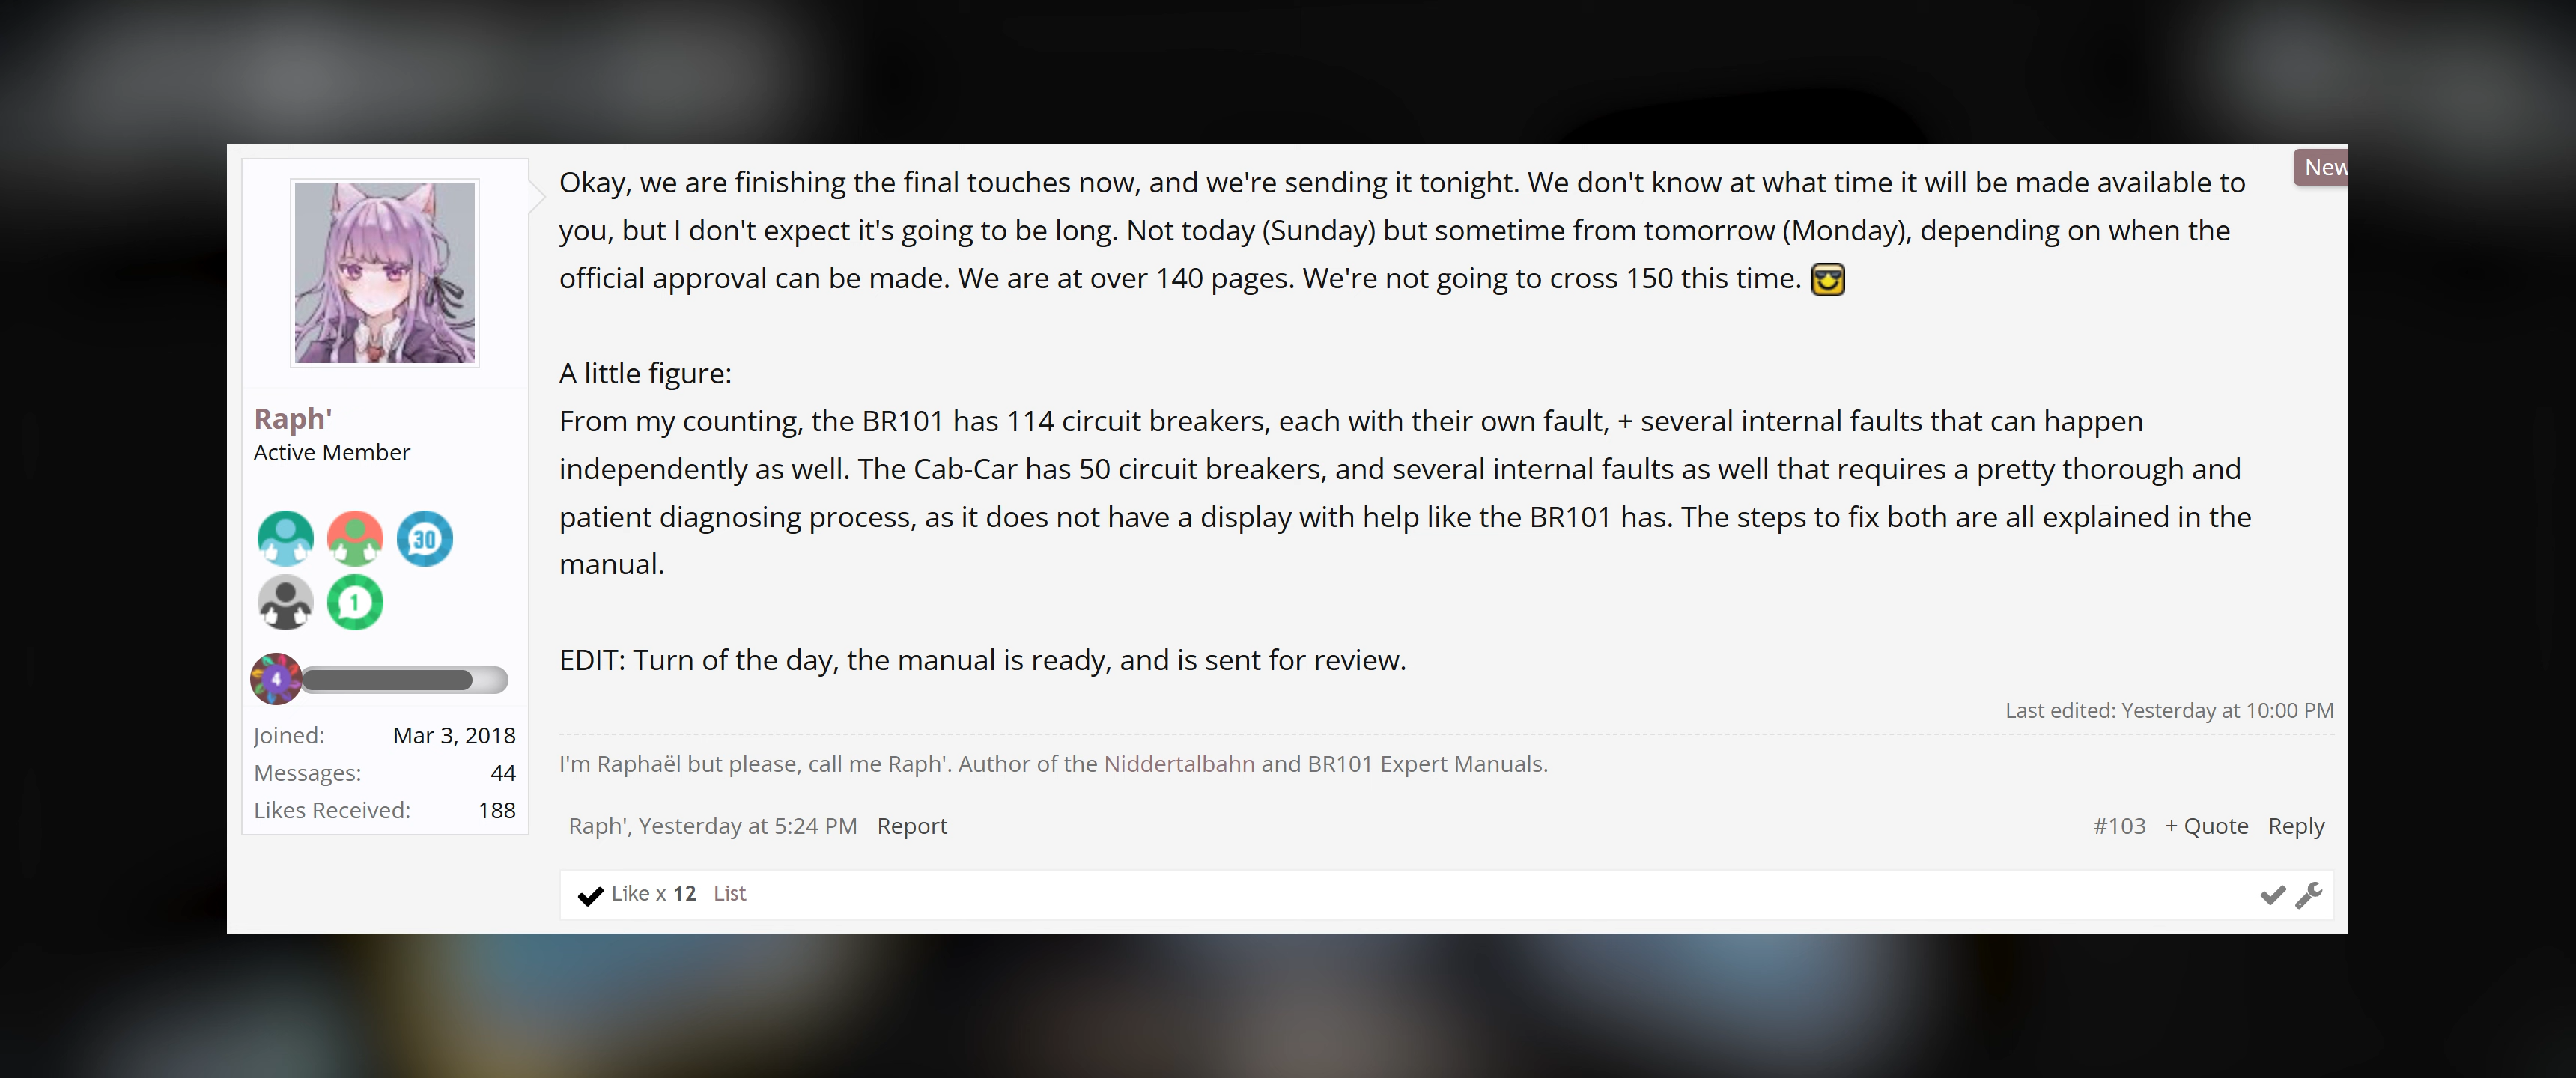 New
Okay, we are finishing the final touches now, and we're sending it tonight. We don't know at what time it will be made available to
you, but I don't expect it's going to be long. Not today (Sunday) but sometime from tomorrow (Monday), depending on when the
official approval can be made. We are at over 140 pages. We're not going to cross 150 this time.
A little figure:
From my counting, the BR101 has 114 circuit breakers, each with their own fault, + several internal faults that can happen
independently as well. The Cab-Car has 50 circuit breakers, and several internal faults as well that requires a pretty thorough and
patient diagnosing process, as it does not have a display with help like the BR101 has. The steps to fix both are all explained in the
manual.
EDIT: Turn of the day, the manual is ready, and is sent for review.
Last edited: Yesterday at 10:00 PM
Raph'
Active Member
30
1
4
Joined: Mar 3, 2018
Messages: 44
Likes Received: 188
I'm Raphaël but please, call me Raph'. Author of the Niddertalbahn and BR101 Expert Manuals.
Raph', Yesterday at 5:24 PM Report #103 + Quote Reply
Like x 12 List